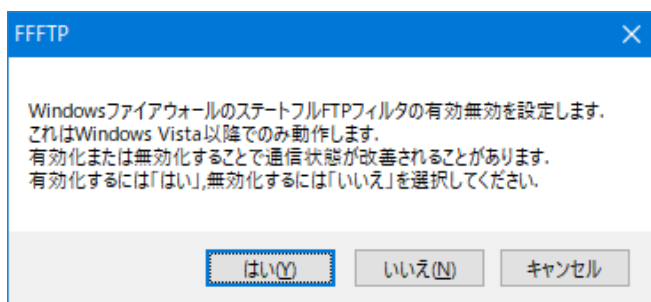 FFFTP
WindowsファイアウォールのステートフルFTPフィルタの有効無効を設定します.
これはWindows Vista以降でのみ動作します.
有効化または無効化することで通信状態が改善されることがあります.
有効化するには「はい」,無効化するには「いいえ」を選択してください.
はい(Y) いいえ(N) キャンセル